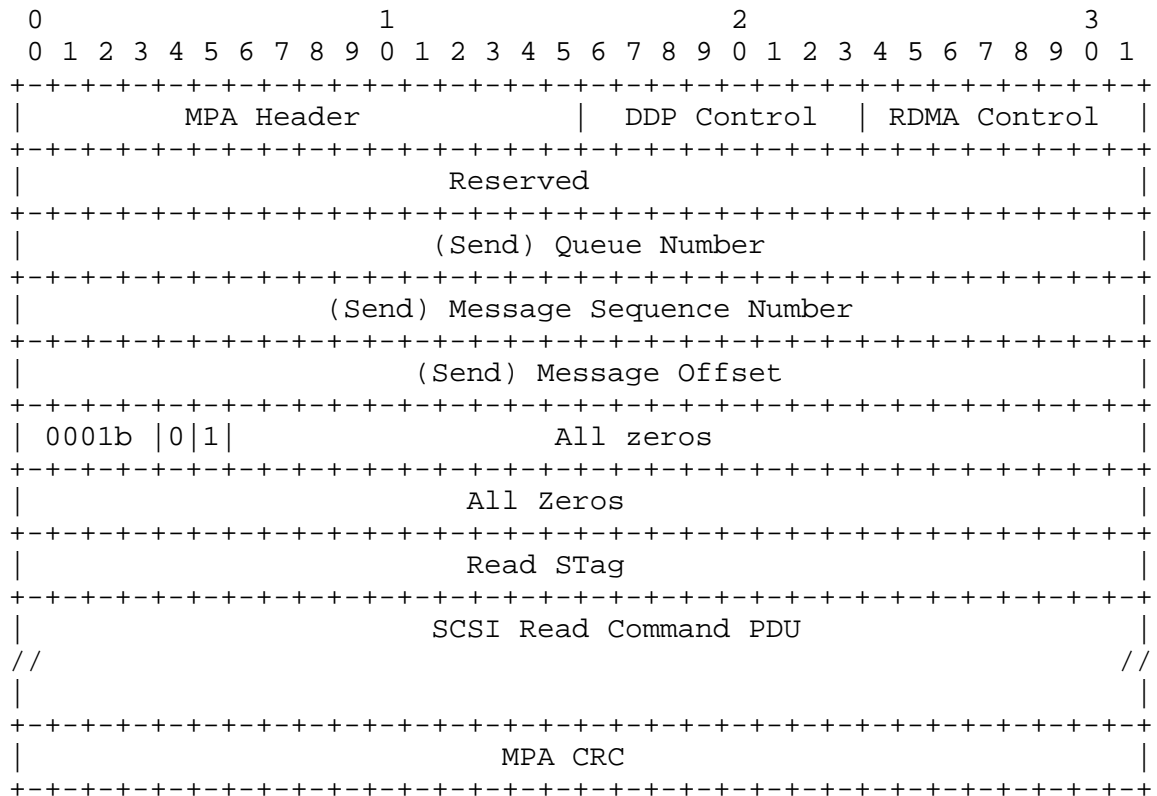 0                   1                   2                   3
 0 1 2 3 4 5 6 7 8 9 0 1 2 3 4 5 6 7 8 9 0 1 2 3 4 5 6 7 8 9 0 1
+-+-+-+-+-+-+-+-+-+-+-+-+-+-+-+-+-+-+-+-+-+-+-+-+-+-+-+-+-+-+-+-+
|         MPA Header            |  DDP Control  | RDMA Control  |
+-+-+-+-+-+-+-+-+-+-+-+-+-+-+-+-+-+-+-+-+-+-+-+-+-+-+-+-+-+-+-+-+
|                        Reserved                               |
+-+-+-+-+-+-+-+-+-+-+-+-+-+-+-+-+-+-+-+-+-+-+-+-+-+-+-+-+-+-+-+-+
|                       (Send) Queue Number                     |
+-+-+-+-+-+-+-+-+-+-+-+-+-+-+-+-+-+-+-+-+-+-+-+-+-+-+-+-+-+-+-+-+
|                 (Send) Message Sequence Number                |
+-+-+-+-+-+-+-+-+-+-+-+-+-+-+-+-+-+-+-+-+-+-+-+-+-+-+-+-+-+-+-+-+
|                      (Send) Message Offset                    |
+-+-+-+-+-+-+-+-+-+-+-+-+-+-+-+-+-+-+-+-+-+-+-+-+-+-+-+-+-+-+-+-+
| 0001b |0|1|                  All zeros                        |
+-+-+-+-+-+-+-+-+-+-+-+-+-+-+-+-+-+-+-+-+-+-+-+-+-+-+-+-+-+-+-+-+
|                         All Zeros                             |
+-+-+-+-+-+-+-+-+-+-+-+-+-+-+-+-+-+-+-+-+-+-+-+-+-+-+-+-+-+-+-+-+
|                         Read STag                             |
+-+-+-+-+-+-+-+-+-+-+-+-+-+-+-+-+-+-+-+-+-+-+-+-+-+-+-+-+-+-+-+-+
|                       SCSI Read Command PDU                   |
//                                                             //
|                                                               |
+-+-+-+-+-+-+-+-+-+-+-+-+-+-+-+-+-+-+-+-+-+-+-+-+-+-+-+-+-+-+-+-+
|                           MPA CRC                             |
+-+-+-+-+-+-+-+-+-+-+-+-+-+-+-+-+-+-+-+-+-+-+-+-+-+-+-+-+-+-+-+-+